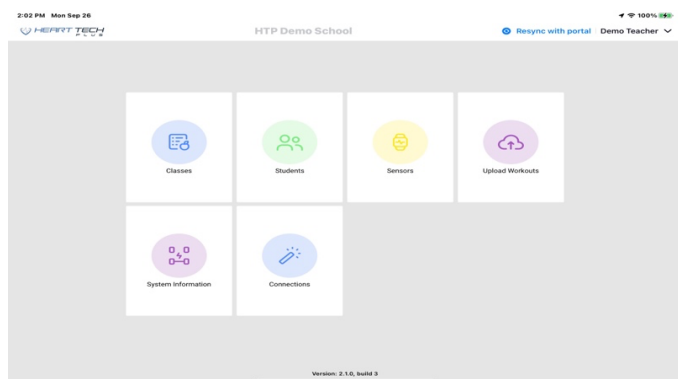 2:02 PM Mon Sep 26
100%
HEART TECH
PLUS
HTP Demo School
Resync with portal
Demo Teacher
Classes
Students
Sensors
Upload Workouts
System Information
Connections
Version: 2.1.0, build 3